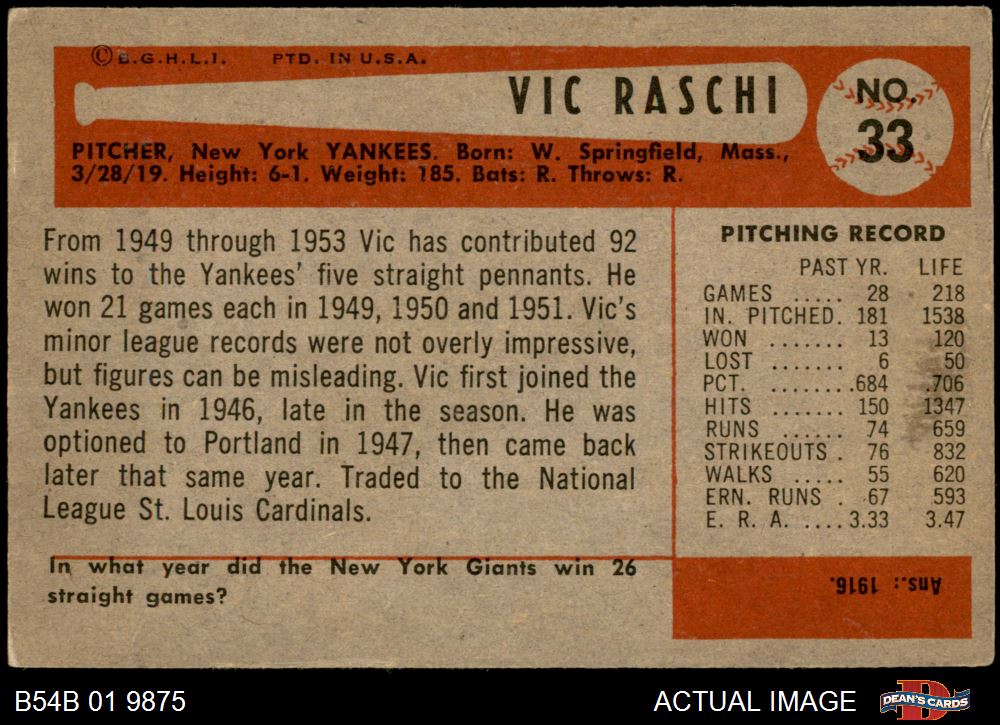 © B.G.H.L.I. PTD. IN U.S.A.
VIC RASCHI
NO.
33
PITCHER, New York YANKEES. Born: W. Springfield, Mass.,
3/28/19. Height: 6-1. Weight: 185. Bats: R. Throws: R.
From 1949 through 1953 Vic has contributed 92
wins to the Yankees' five straight pennants. He
won 21 games each in 1949, 1950 and 1951. Vic's
minor league records were not overly impressive,
but figures can be misleading. Vic first joined the
Yankees in 1946, late in the season. He was
optioned to Portland in 1947, then came back
later that same year. Traded to the National
League St. Louis Cardinals.
PITCHING RECORD
PAST YR. LIFE
GAMES ..... 28 218
IN. PITCHED. 181 1538
WON ....... 13 120
LOST ....... 6 50
PCT. ........ .684 .706
HITS ....... 150 1347
RUNS ...... 74 659
STRIKEOUTS . 76 832
WALKS ..... 55 620
ERN. RUNS . 67 593
E. R. A. .... 3.33 3.47
In what year did the New York Giants win 26
straight games?
Ans.: 1916.
B54B 01 9875
ACTUAL IMAGE
D
DEAN'S CARDS